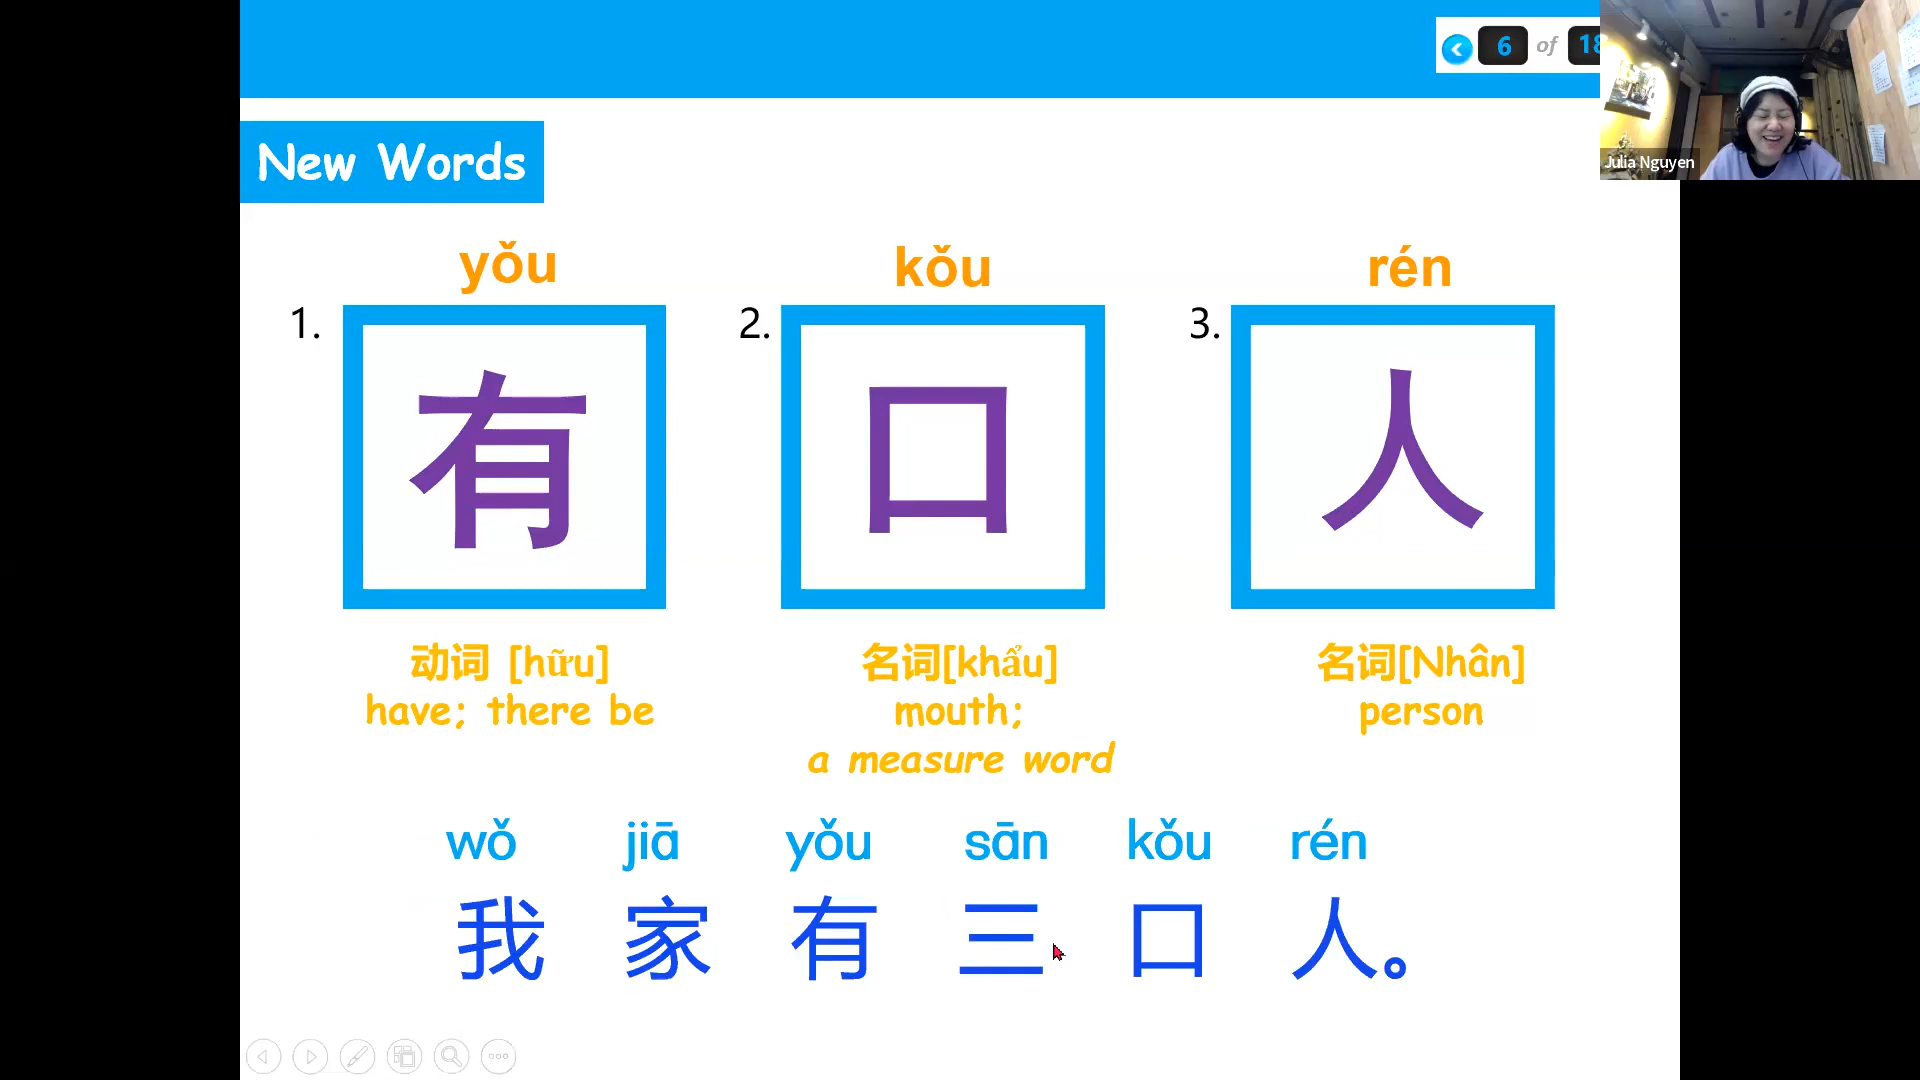 6 of 18
Julia Nguyen
New Words
yǒu kǒu rén
1. 2. 3.
有 口 人
动词 [hữu] 名词[khẩu] 名词[Nhân]
have; there be mouth; person
a measure word
wǒ jiā yǒu sān kǒu rén
我 家 有 三 口 人。